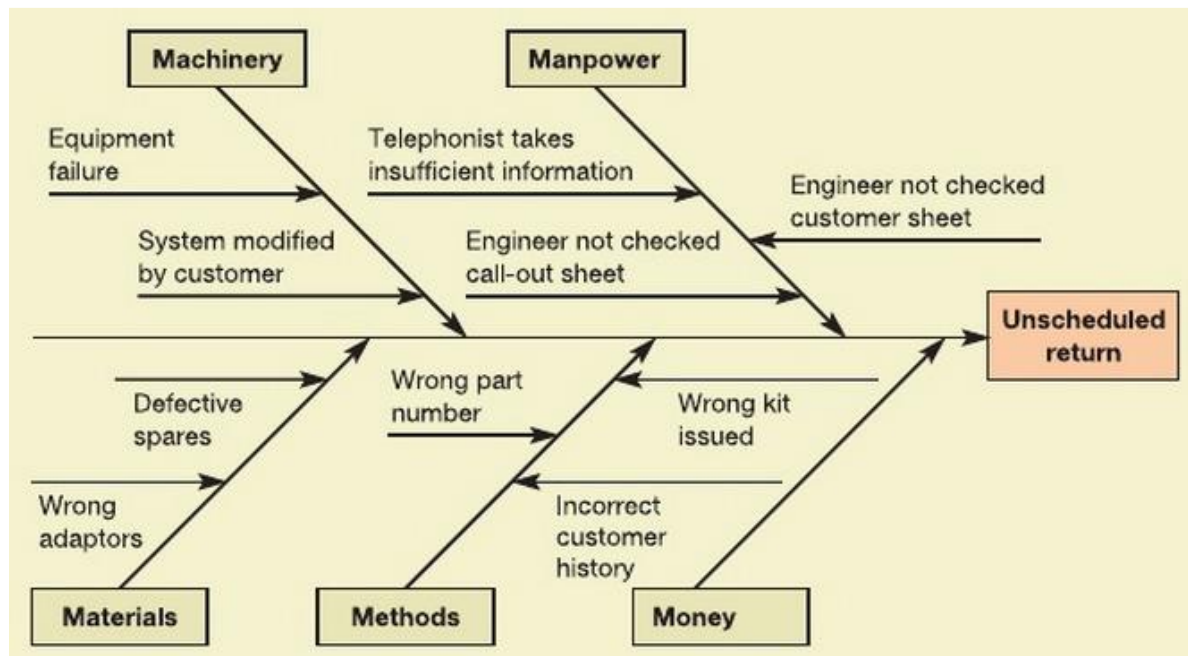 Machinery
Manpower
Equipment
failure
Telephonist takes
insufficient information
Engineer not checked
customer sheet
System modified
by customer
Engineer not checked
call-out sheet
Unscheduled
return
Defective
spares
Wrong part
number
Wrong kit
issued
Wrong
adaptors
Incorrect
customer
history
Materials
Methods
Money